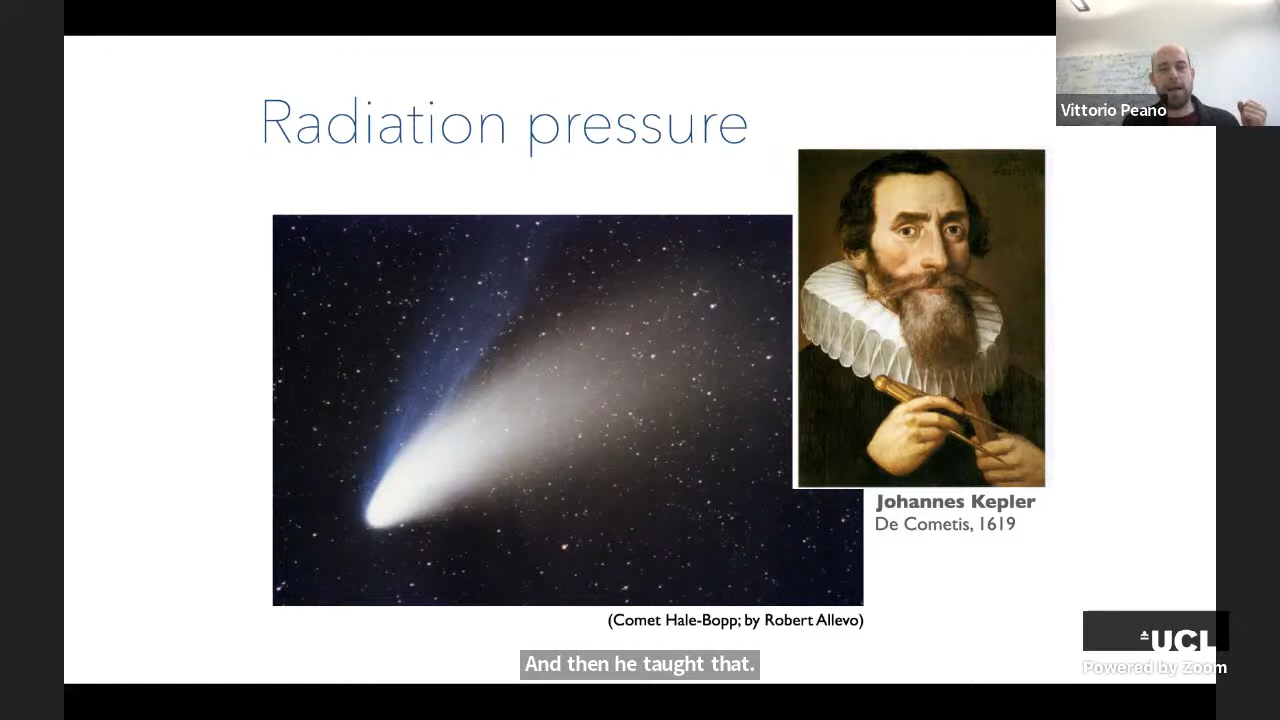 Radiation pressure
Vittorio Peano
Johannes Kepler
De Cometis, 1619
(Comet Hale-Bopp; by Robert Allevo)
And then he taught that.
UCL
Powered by Zoom